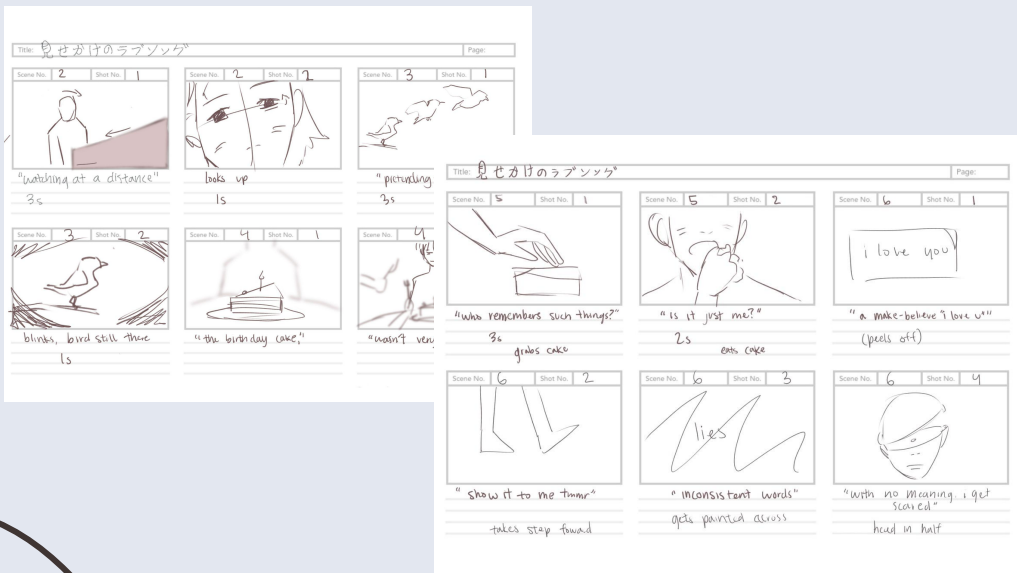 Title: 見せかけのラブソング Page:
Scene No. 2 Shot No. 1
"watching at a distance"
3s
Scene No. 2 Shot No. 2
looks up
1s
Scene No. 3 Shot No. 1
"pretending
3s
Scene No. 3 Shot No. 2
blinks, bird still there
1s
Scene No. 4 Shot No. 1
"the birthday cake,"
4
"wasn't very
Title: 見せかけのラブソング Page:
Scene No. 5 Shot No. 1
"who remembers such things?"
3s
grabs cake
Scene No. 5 Shot No. 2
"is it just me?"
2s
eats cake
Scene No. 6 Shot No. 1
i love you
"a make-believe "i love u""
(peels off)
Scene No. 6 Shot No. 2
"show it to me tmmr"
takes step foward
Scene No. 6 Shot No. 3
lies
"inconsistent words"
gets painted across
Scene No. 6 Shot No. 4
"with no meaning. i get
scared"
head in half